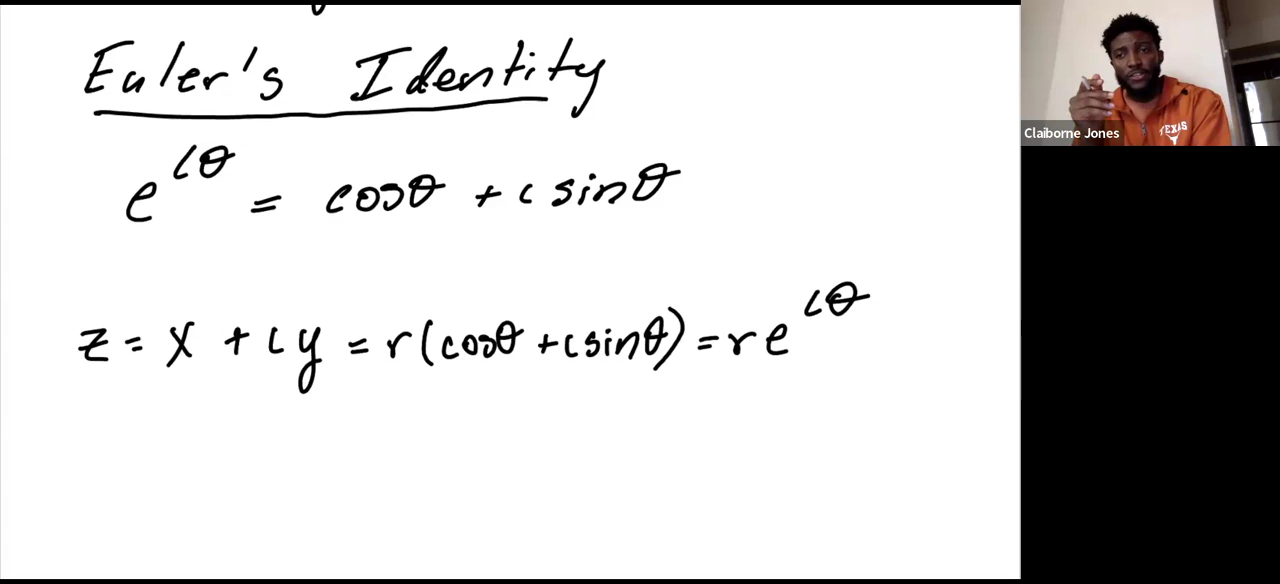 Euler's Identity
e^{iθ} = cosθ + i sinθ
z = x + iy = r(cosθ + i sinθ) = re^{iθ}
Claiborne Jones
TEXAS